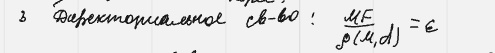 3 Директориальное св-во : MF / ρ(M, d) = ε